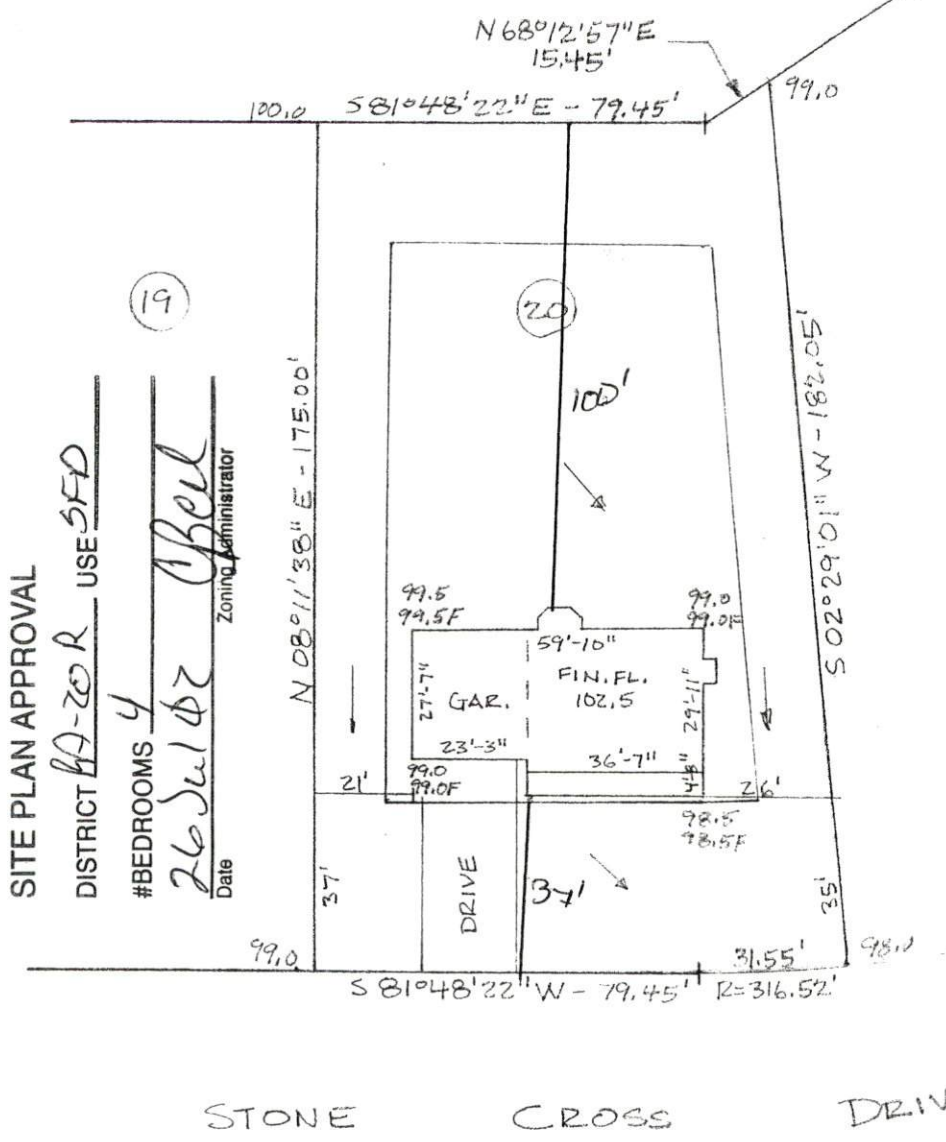 N 68°12'57" E
15.45'
99.0
100.0
S 81°48'22" E - 79.45'
19
20
100'
N 08°11'38" E - 175.00'
S 02°29'01" W - 182.05'
SITE PLAN APPROVAL
DISTRICT RA-20R USE SFD
#BEDROOMS 4
26 Jul 02
Date
Zoning Administrator
99.5
99.5F
99.0
99.0F
59'-10"
FIN. FL.
102.5
GAR.
27'-7"
29'-11"
23'-3"
36'-7"
4'-8"
99.0
99.0F
21'
26'
98.5
98.5F
37'
DRIVE
37'
35'
99.0
31.55'
98.0
S 81°48'22" W - 79.45'
R=316.52'
STONE CROSS DRIV